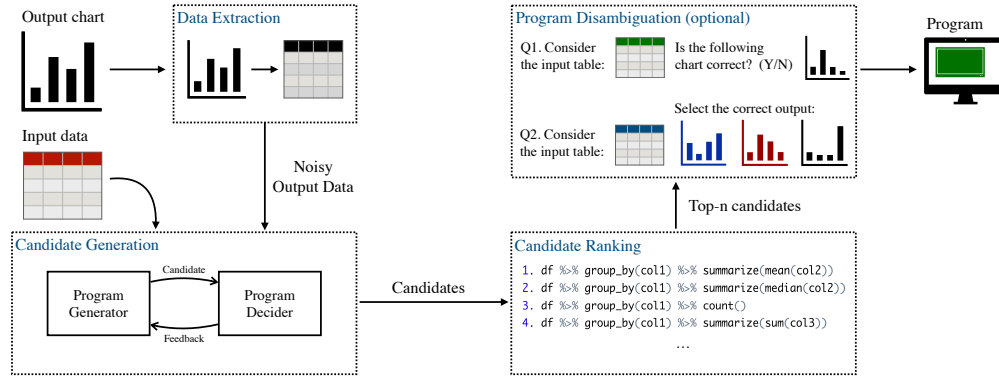 Output chart
Data Extraction
Input data
Noisy
Output Data
Candidate Generation
Program
Generator
Candidate
Feedback
Program
Decider
Candidates
Candidate Ranking
1. df %>% group_by(col1) %>% summarize(mean(col2))
2. df %>% group_by(col1) %>% summarize(median(col2))
3. df %>% group_by(col1) %>% count()
4. df %>% group_by(col1) %>% summarize(sum(col3))
...
Top-n candidates
Program Disambiguation (optional)
Q1. Consider
the input table:
Is the following
chart correct? (Y/N)
Select the correct output:
Q2. Consider
the input table:
Program